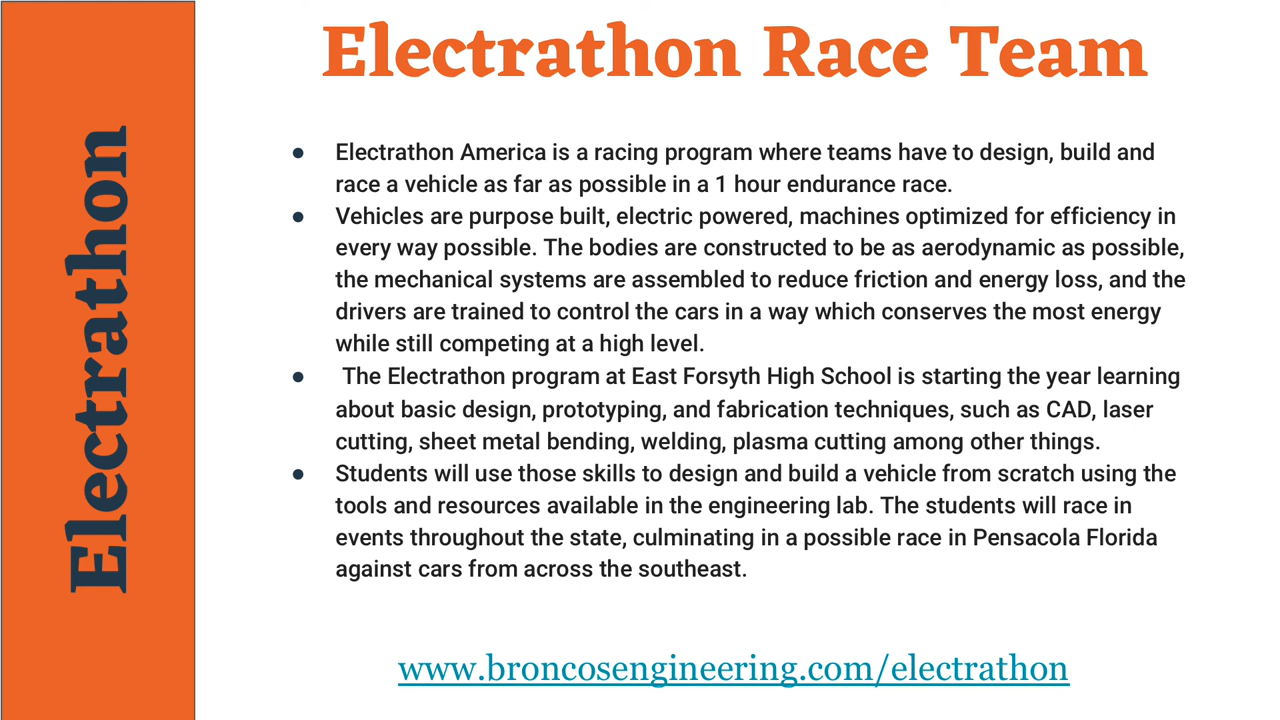 Electrathon
Electrathon Race Team
● Electrathon America is a racing program where teams have to design, build and
race a vehicle as far as possible in a 1 hour endurance race.
● Vehicles are purpose built, electric powered, machines optimized for efficiency in
every way possible. The bodies are constructed to be as aerodynamic as possible,
the mechanical systems are assembled to reduce friction and energy loss, and the
drivers are trained to control the cars in a way which conserves the most energy
while still competing at a high level.
● The Electrathon program at East Forsyth High School is starting the year learning
about basic design, prototyping, and fabrication techniques, such as CAD, laser
cutting, sheet metal bending, welding, plasma cutting among other things.
● Students will use those skills to design and build a vehicle from scratch using the
tools and resources available in the engineering lab. The students will race in
events throughout the state, culminating in a possible race in Pensacola Florida
against cars from across the southeast.
www.broncosengineering.com/electrathon